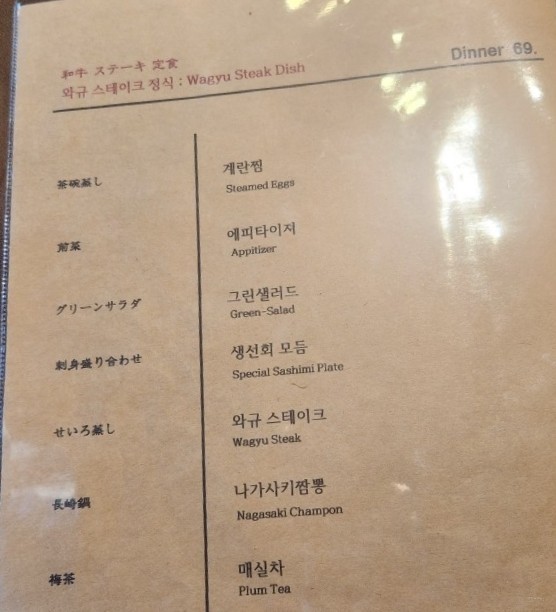 和牛 ステーキ 定食
와규 스테이크 정식 : Wagyu Steak Dish
Dinner 69.
茶碗蒸し
계란찜
Steamed Eggs
前菜
에피타이저
Appitizer
グリーンサラダ
그린샐러드
Green-Salad
刺身盛り合わせ
생선회 모듬
Special Sashimi Plate
せいろ蒸し
와규 스테이크
Wagyu Steak
長崎鍋
나가사키짬뽕
Nagasaki Champon
梅茶
매실차
Plum Tea